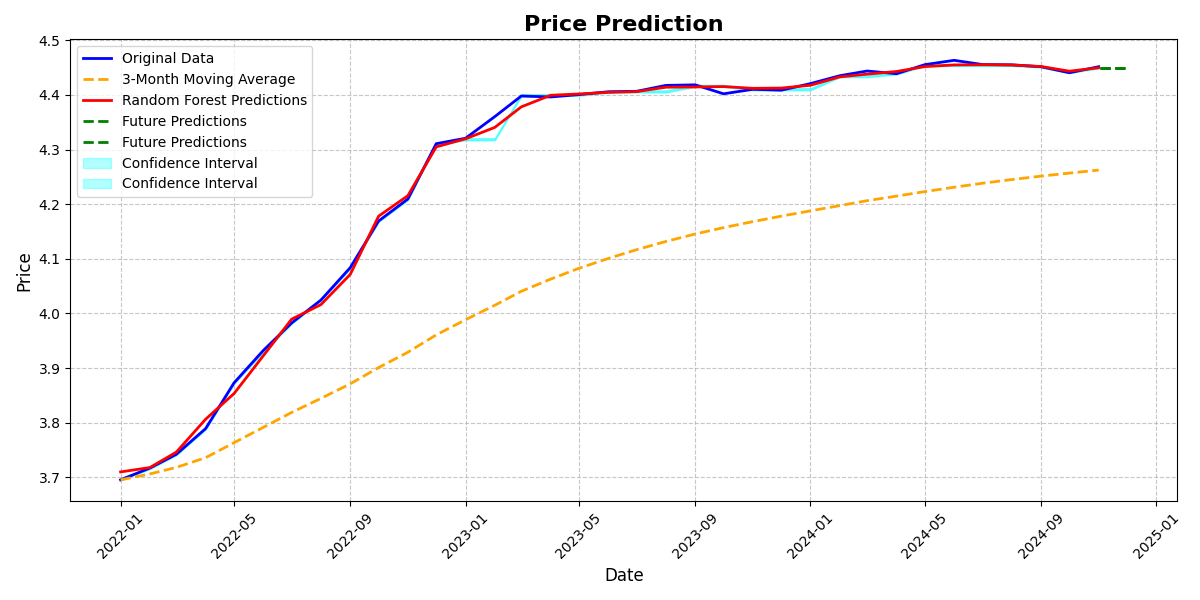 Price Prediction
Original Data
3-Month Moving Average
Random Forest Predictions
Future Predictions
Future Predictions
Confidence Interval
Confidence Interval
Price
4.5
4.4
4.3
4.2
4.1
4.0
3.9
3.8
3.7
2022-01
2022-05
2022-09
2023-01
2023-05
2023-09
2024-01
2024-05
2024-09
2025-01
Date